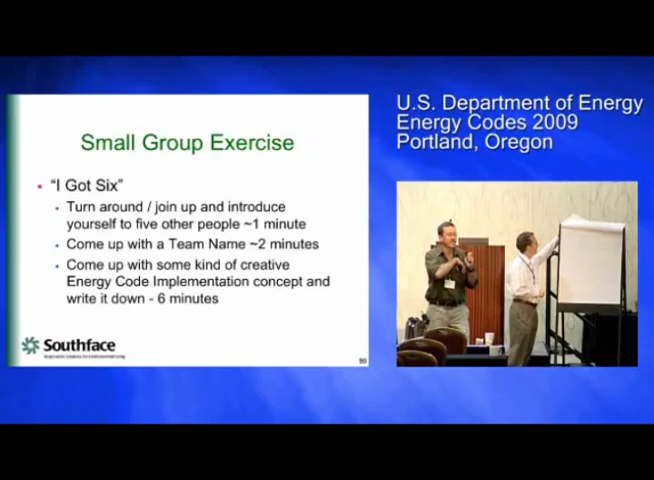 U.S. Department of Energy
Energy Codes 2009
Portland, Oregon
Small Group Exercise
• "I Got Six"
• Turn around / join up and introduce
yourself to five other people ~1 minute
• Come up with a Team Name ~2 minutes
• Come up with some kind of creative
Energy Code Implementation concept and
write it down - 6 minutes
Southface